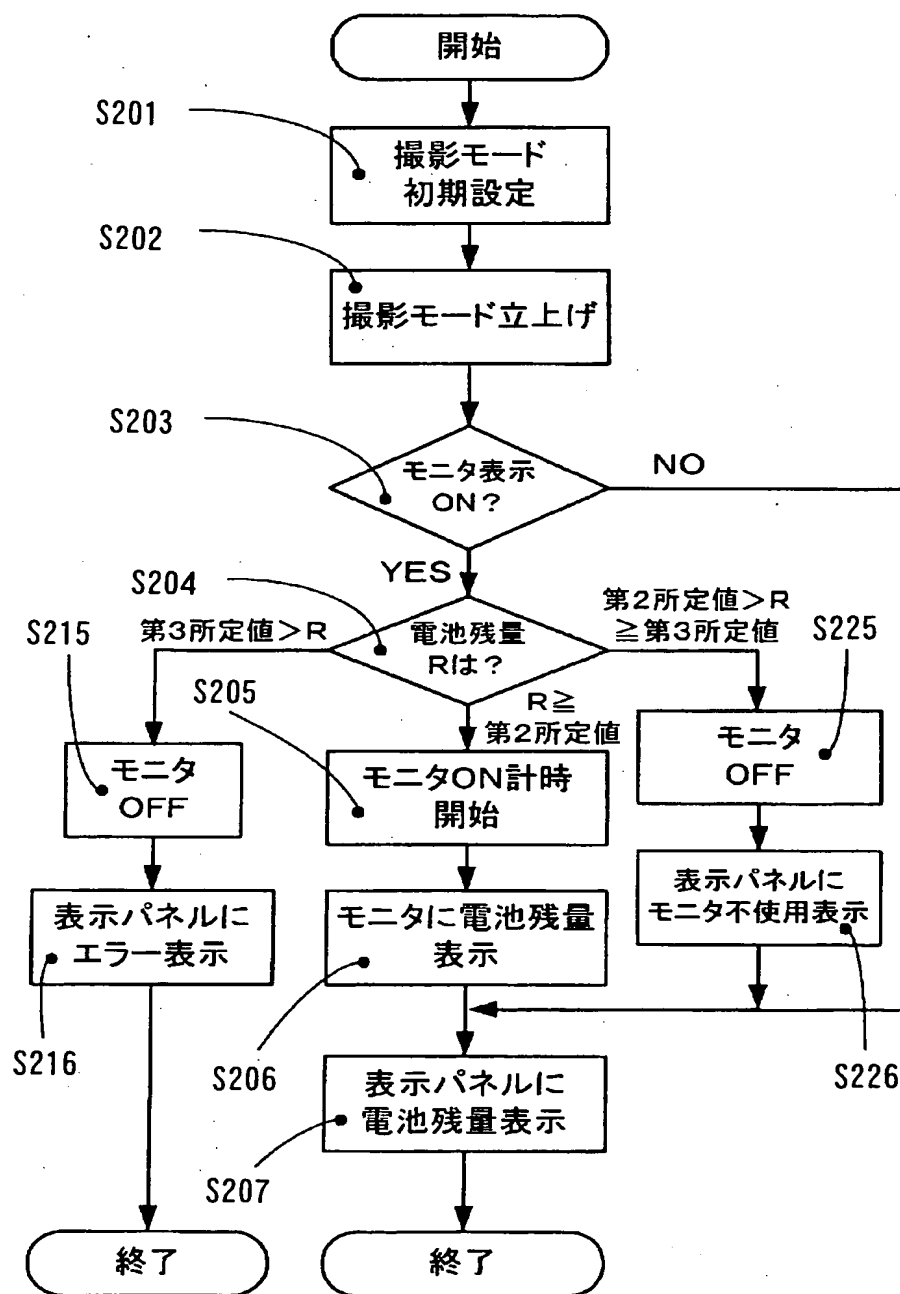 開始
S201
撮影モード
初期設定
S202
撮影モード立上げ
S203
モニタ表示
ON?
NO
YES
S204
第2所定値>R
≧第3所定値
S225
S215
第3所定値>R
電池残量
Rは?
S205
R≧
第2所定値
モニタ
OFF
モニタON計時
開始
モニタ
OFF
表示パネルに
エラー表示
モニタに電池残量
表示
表示パネルに
モニタ不使用表示
S216
S206
S226
表示パネルに
電池残量表示
S207
終了
終了